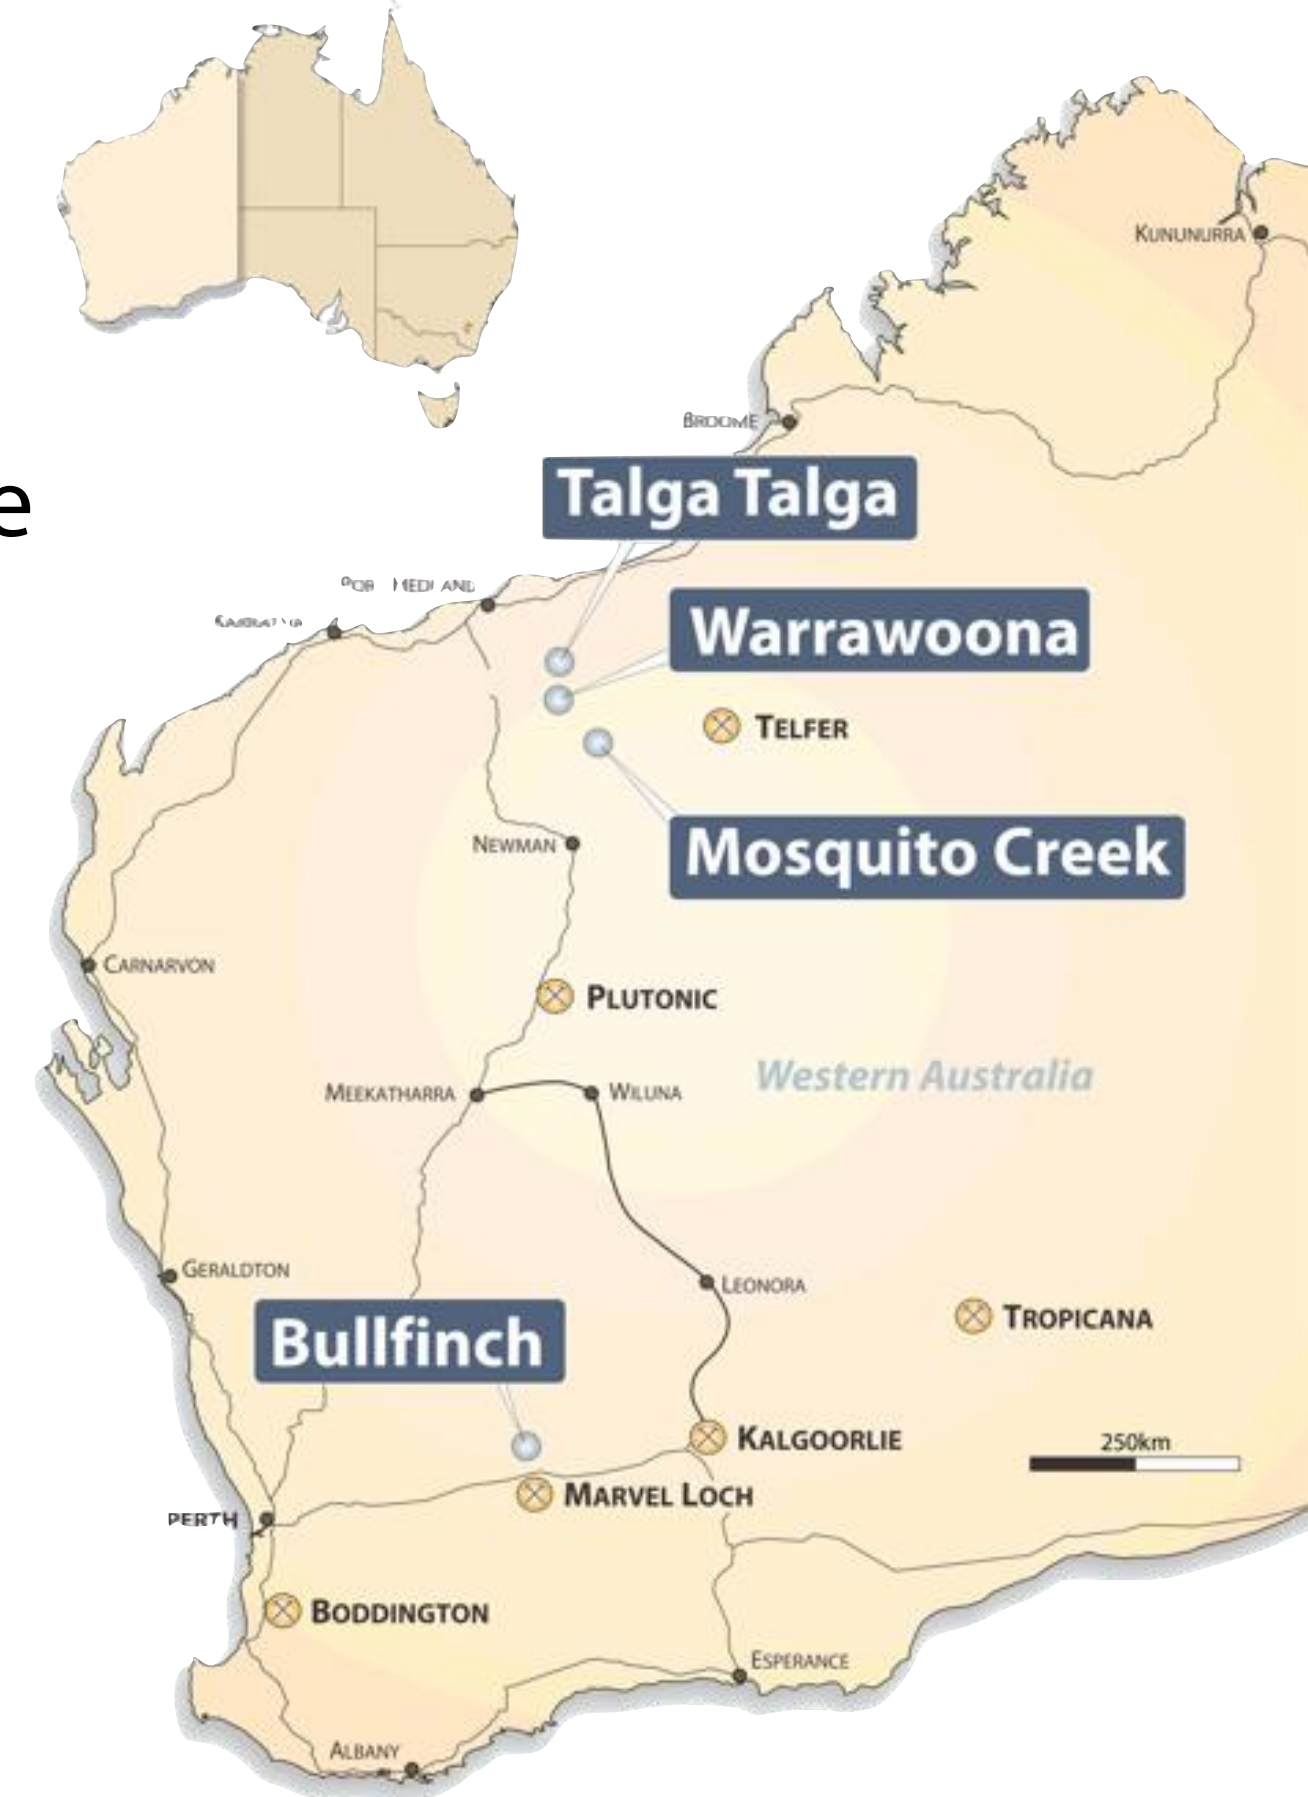 KUNUNURRA
BROOME
e
Talga Talga
Warrawoona
TELFER
Mosquito Creek
NEWMAN
CARNARVON
PLUTONIC
Western Australia
MEEKATHARRA
WILUNA
GERALDTON
LEONORA
Bullfinch
TROPICANA
KALGOORLIE
250km
MARVEL LOCH
PERTH
BODDINGTON
ESPERANCE
ALBANY